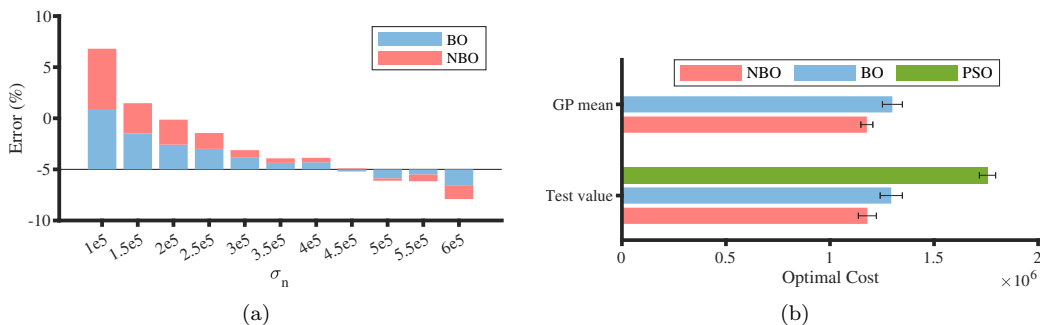 10
5
0
-5
-10
Error (%)
BO
NBO
1e5
1.5e5
2e5
2.5e5
3e5
3.5e5
4e5
4.5e5
5e5
5.5e5
6e5
σn
(a)
NBO BO PSO
GP mean
Test value
0 0.5 1 1.5 2
Optimal Cost
×10^6
(b)